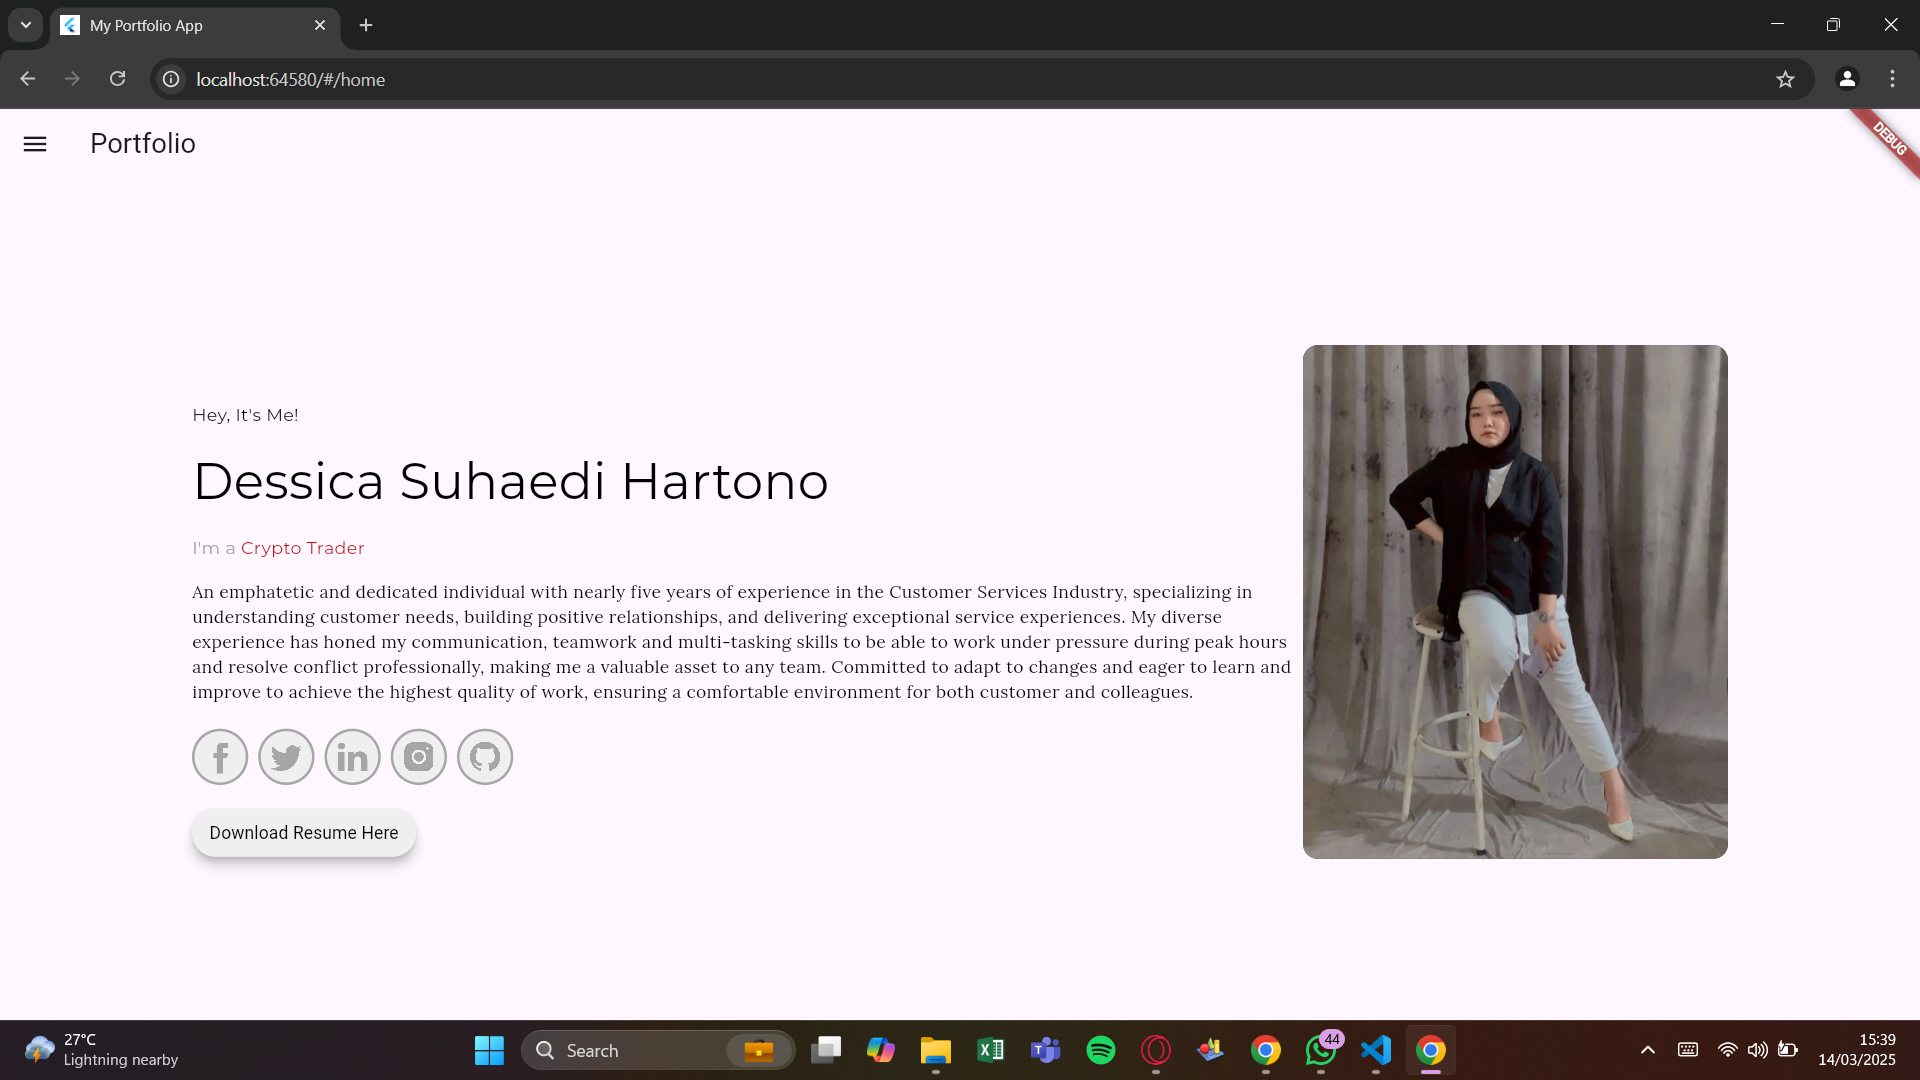 My Portfolio App
localhost:64580/#/home
Portfolio
DEBUG
Hey, It's Me!
Dessica Suhaedi Hartono
I'm a Crypto Trader
An emphatetic and dedicated individual with nearly five years of experience in the Customer Services Industry, specializing in
understanding customer needs, building positive relationships, and delivering exceptional service experiences. My diverse
experience has honed my communication, teamwork and multi-tasking skills to be able to work under pressure during peak hours
and resolve conflict professionally, making me a valuable asset to any team. Committed to adapt to changes and eager to learn and
improve to achieve the highest quality of work, ensuring a comfortable environment for both customer and colleagues.
Download Resume Here
27°C
Lightning nearby
Search
44
15:39
14/03/2025